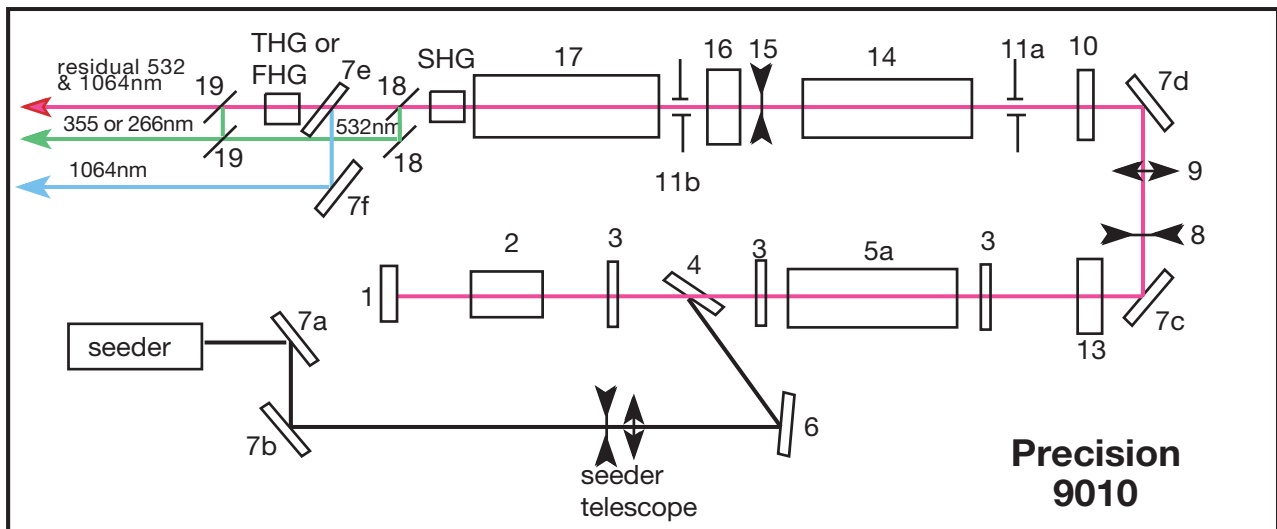 THG or
FHG
7e
SHG
17
16
15
14
11a
10
7d
residual 532
& 1064nm
19
18
355 or 266nm
532nm
19
18
1064nm
7f
11b
9
8
1
2
3
4
3
5a
3
13
7c
seeder
7a
7b
6
seeder
telescope
Precision
9010